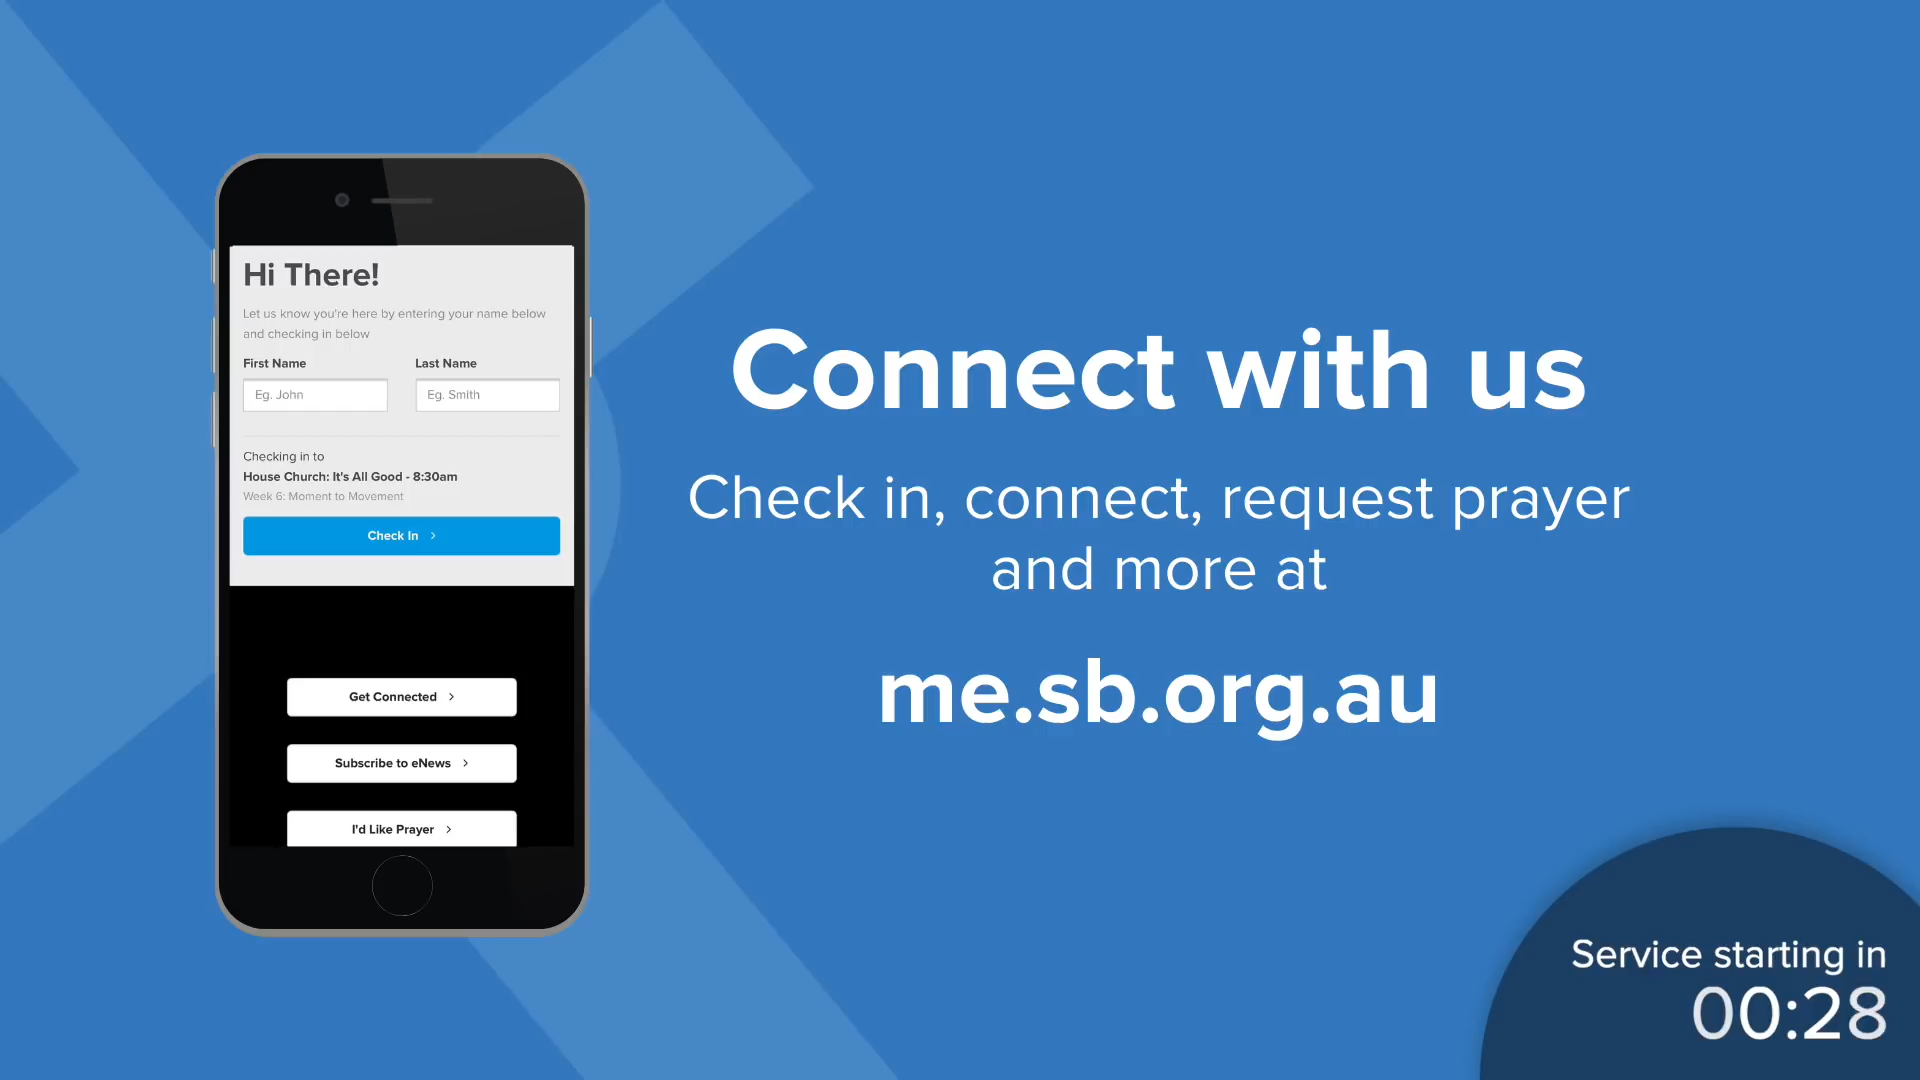 Hi There!
Let us know you're here by entering your name below
and checking in below
First Name
Last Name
Eg. John
Eg. Smith
Checking in to
House Church: It's All Good - 8:30am
Week 6: Moment to Movement
Check In
Get Connected
Subscribe to eNews
I'd Like Prayer
Connect with us
Check in, connect, request prayer
and more at
me.sb.org.au
Service starting in
00:28